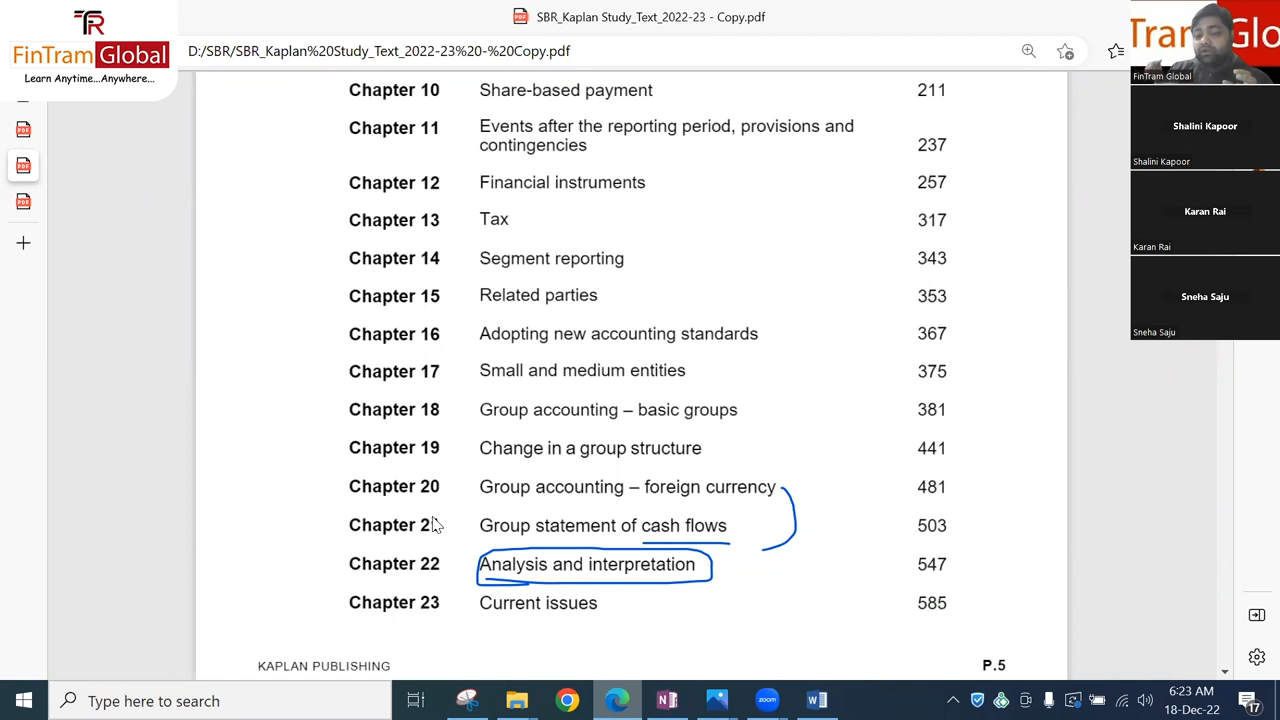 SBR_Kaplan Study_Text_2022-23 - Copy.pdf
TR
FinTram Global
Learn Anytime...Anywhere...
D:/SBR/SBR_Kaplan%20Study_Text_2022-23%20-%20Copy.pdf
FinTram Global
Chapter 10 Share-based payment 211
Chapter 11 Events after the reporting period, provisions and
contingencies 237
Chapter 12 Financial instruments 257
Chapter 13 Tax 317
Chapter 14 Segment reporting 343
Chapter 15 Related parties 353
Chapter 16 Adopting new accounting standards 367
Chapter 17 Small and medium entities 375
Chapter 18 Group accounting – basic groups 381
Chapter 19 Change in a group structure 441
Chapter 20 Group accounting – foreign currency 481
Chapter 2 Group statement of cash flows 503
Chapter 22 Analysis and interpretation 547
Chapter 23 Current issues 585
KAPLAN PUBLISHING P.5
Shalini Kapoor
Shalini Kapoor
Karan Rai
Karan Rai
Sneha Saju
Sneha Saju
Type here to search
6:23 AM
18-Dec-22
17